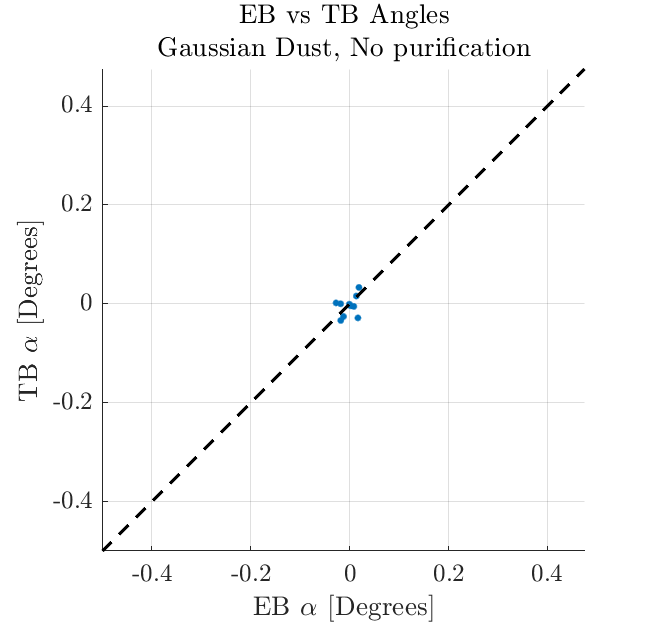 EB vs TB Angles
Gaussian Dust, No purification
0.4
0.2
0
-0.2
-0.4
TB α [Degrees]
-0.4 -0.2 0 0.2 0.4
EB α [Degrees]